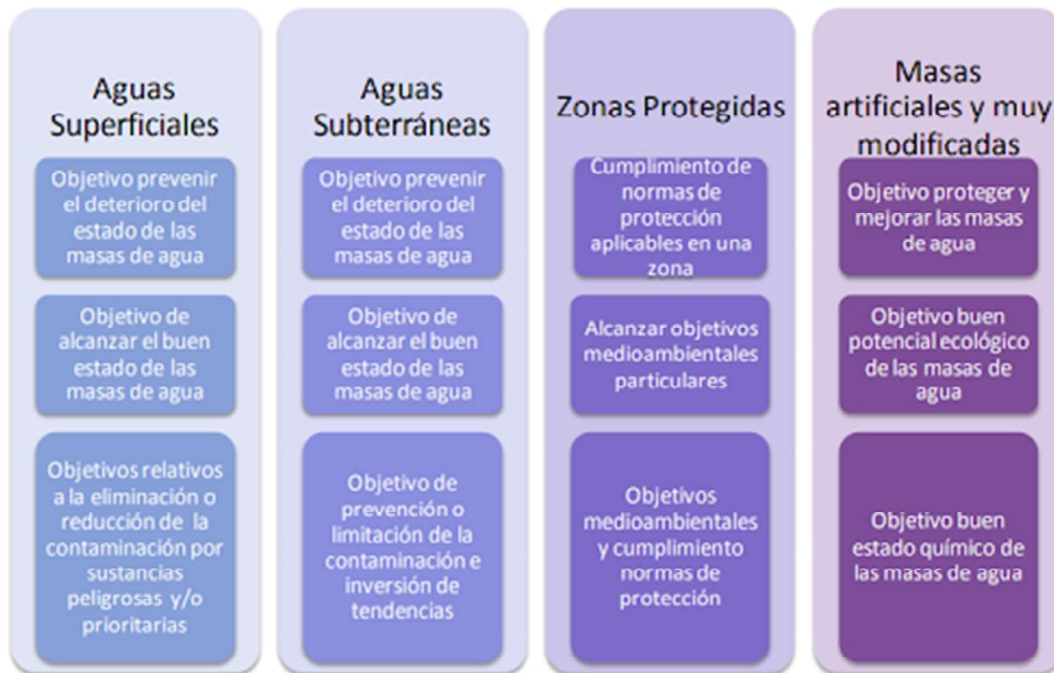 Aguas
Superficiales
Objetivo prevenir
el deterioro del
estado de las
masas de agua
Objetivo de
alcanzar el buen
estado de las
masas de agua
Objetivos relativos
a la eliminación o
reducción de la
contaminación por
sustancias
peligrosas y/o
prioritarias
Aguas
Subterráneas
Objetivo prevenir
el deterioro del
estado de las
masas de agua
Objetivo de
alcanzar el buen
estado de las
masas de agua
Objetivo de
prevención o
limitación de la
contaminación e
inversión de
tendencias
Zonas Protegidas
Cumplimiento de
normas de
protección
aplicables en una
zona
Alcanzar objetivos
medioambientales
particulares
Objetivos
medioambientales
y cumplimiento
normas de
protección
Masas
artificiales y muy
modificadas
Objetivo proteger y
mejorar las masas
de agua
Objetivo buen
potencial ecológico
de las masas de
agua
Objetivo buen
estado químico de
las masas de agua